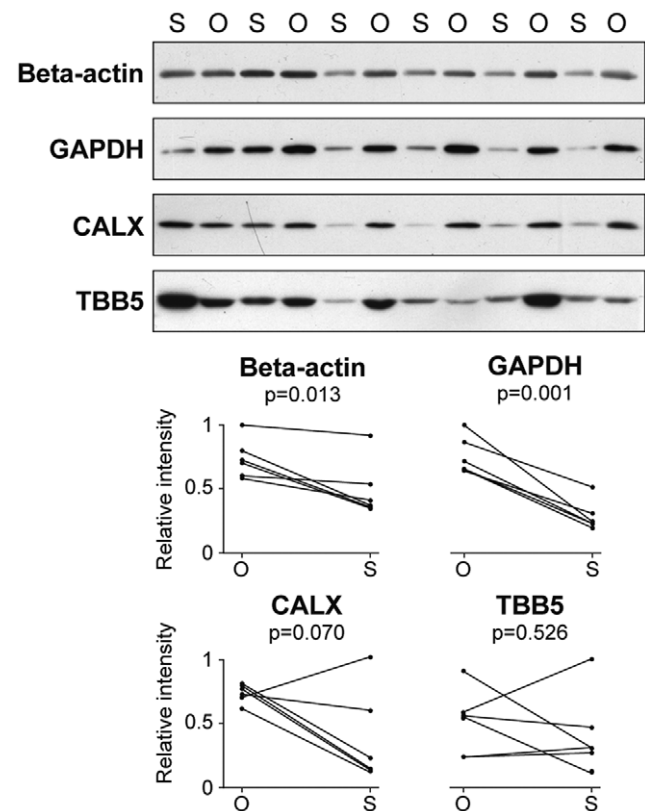 S O S O S O S O S O S O
Beta-actin
GAPDH
CALX
TBB5
Beta-actin
p=0.013
Relative intensity
1
0.5
0
O S
GAPDH
p=0.001
O S
CALX
p=0.070
Relative intensity
1
0.5
0
O S
TBB5
p=0.526
O S